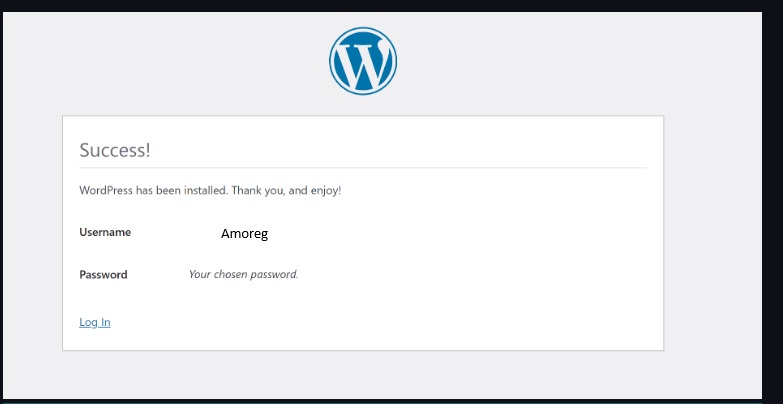 W
Success!
WordPress has been installed. Thank you, and enjoy!
Username Amoreg
Password Your chosen password.
Log In